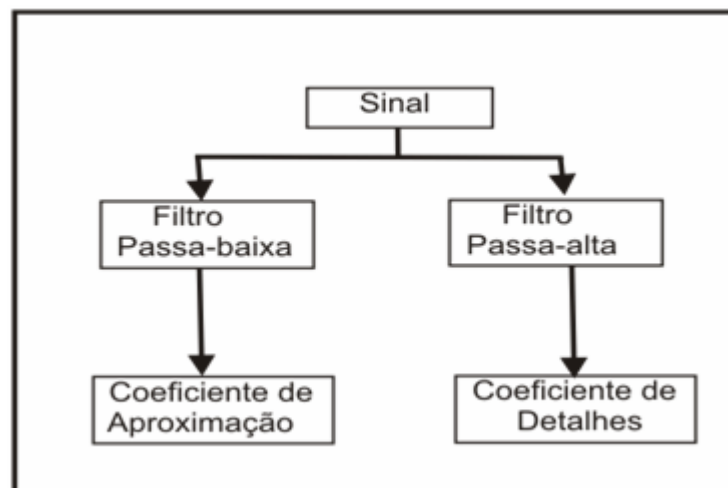 Sinal
Filtro
Passa-baixa
Filtro
Passa-alta
Coeficiente de
Aproximação
Coeficiente de
Detalhes